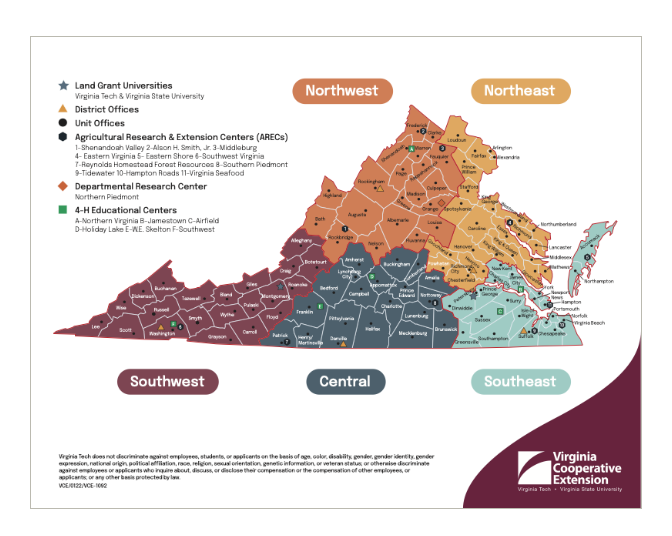 Northwest
Northeast
Land Grant Universities
Virginia Tech & Virginia State University
District Offices
Unit Offices
Agricultural Research & Extension Centers (ARECs)
1-Shenandoah Valley 2-Alson H. Smith, Jr. 3-Middleburg
4- Eastern Virginia 5- Eastern Shore 6-Southwest Virginia
7-Reynolds Homestead Forest Resources 8-Southern Piedmont
9-Tidewater 10-Hampton Roads 11-Virginia Seafood
Departmental Research Center
Northern Piedmont
4-H Educational Centers
A-Northern Virginia B-Jamestown C-Airfield
D-Holiday Lake E-W.E. Skelton F-Southwest
Frederick
Clarke
Loudoun
Shenandoah
Warren
Fauquier
Arlington
Fairfax
Alexandria
Page
Prince
William
Rockingham
Culpeper
Stafford
Highland
Madison
Orange
Spotsylvania
Augusta
Bath
Albemarle
Louisa
Caroline
Northumberland
Rockbridge
Nelson
Fluvanna
Hanover
Lancaster
Middlesex
Mathews
Northampton
Alleghany
Botetourt
Craig
Roanoke
Amherst
Buckingham
Lynchburg
City
Bedford
Appomattox
Campbell
Prince
Edward
Amelia
Nottoway
Chesterfield
New Kent
Prince
George
Dinwiddie
Surry
Sussex
Isle of
Wight
York
Newport
News
Hampton
Portsmouth
Norfolk
Virginia Beach
Chesapeake
Suffolk
Southampton
Greensville
Brunswick
Lunenburg
Mecklenburg
Charlotte
Halifax
Pittsylvania
Danville
Henry/
Martinsville
Patrick
Franklin
Floyd
Montgomery
Giles
Pulaski
Bland
Wythe
Carroll
Grayson
Smyth
Tazewell
Buchanan
Dickenson
Russell
Washington
Wise
Scott
Lee
Southwest
Central
Southeast
Virginia Tech does not discriminate against employees, students, or applicants on the basis of age, color, disability, gender, gender identity, gender
expression, national origin, political affiliation, race, religion, sexual orientation, genetic information, or veteran status; or otherwise discriminate
against employees or applicants who inquire about, discuss, or disclose their compensation or the compensation of other employees, or
applicants; or any other basis protected by law.
VCE/0122/VCE-1092
Virginia
Cooperative
Extension
Virginia Tech • Virginia State University